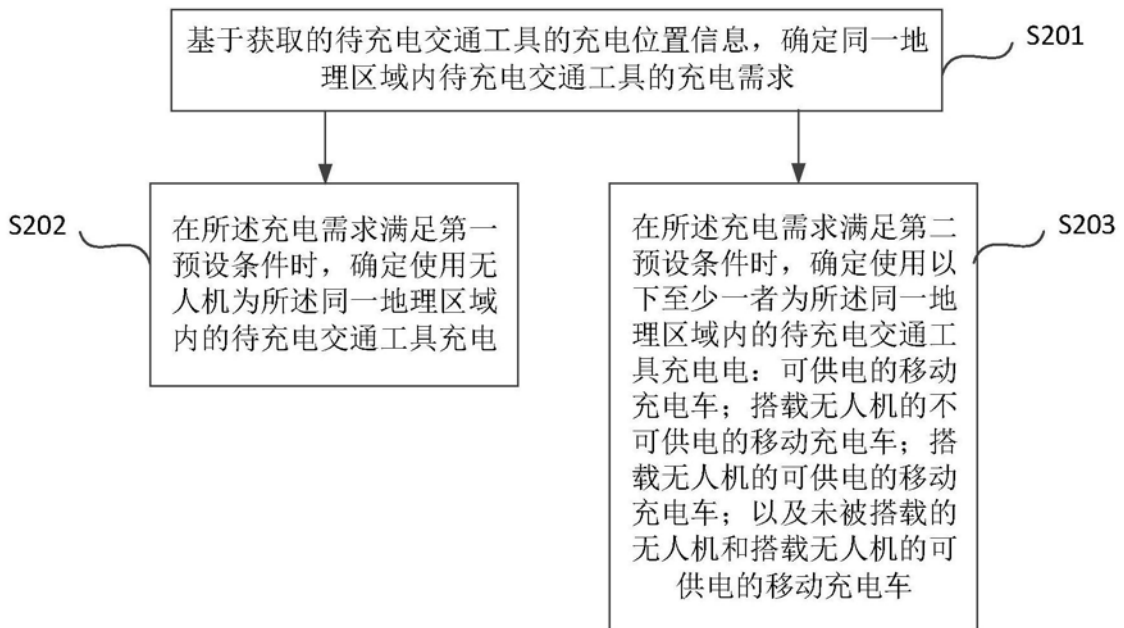 基于获取的待充电交通工具的充电位置信息，确定同一地
理区域内待充电交通工具的充电需求
S201
S202
在所述充电需求满足第一
预设条件时，确定使用无
人机为所述同一地理区域
内的待充电交通工具充电
在所述充电需求满足第二
预设条件时，确定使用以
下至少一者为所述同一地
理区域内的待充电交通工
具充电电：可供电的移动
充电车；搭载无人机的不
可供电的移动充电车；搭
载无人机的可供电的移动
充电车；以及未被搭载的
无人机和搭载无人机的可
供电的移动充电车
S203